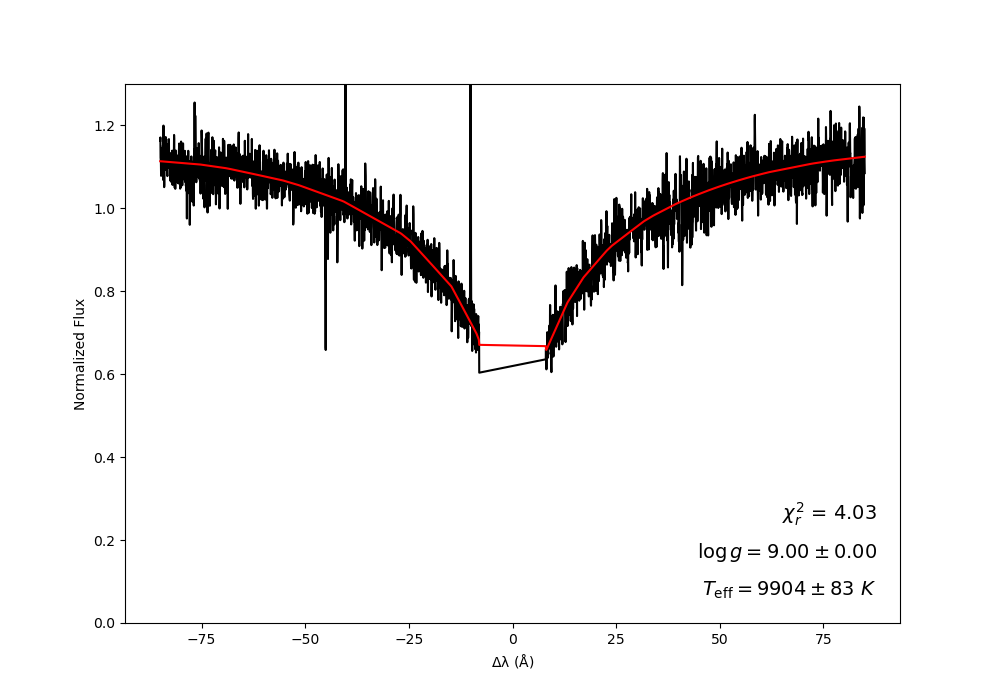 Normalized Flux
1.2
1.0
0.8
0.6
0.4
0.2
0.0
χ²ᵣ = 4.03
log g = 9.00 ± 0.00
T_eff = 9904 ± 83 K
−75 −50 −25 0 25 50 75
Δλ (Å)